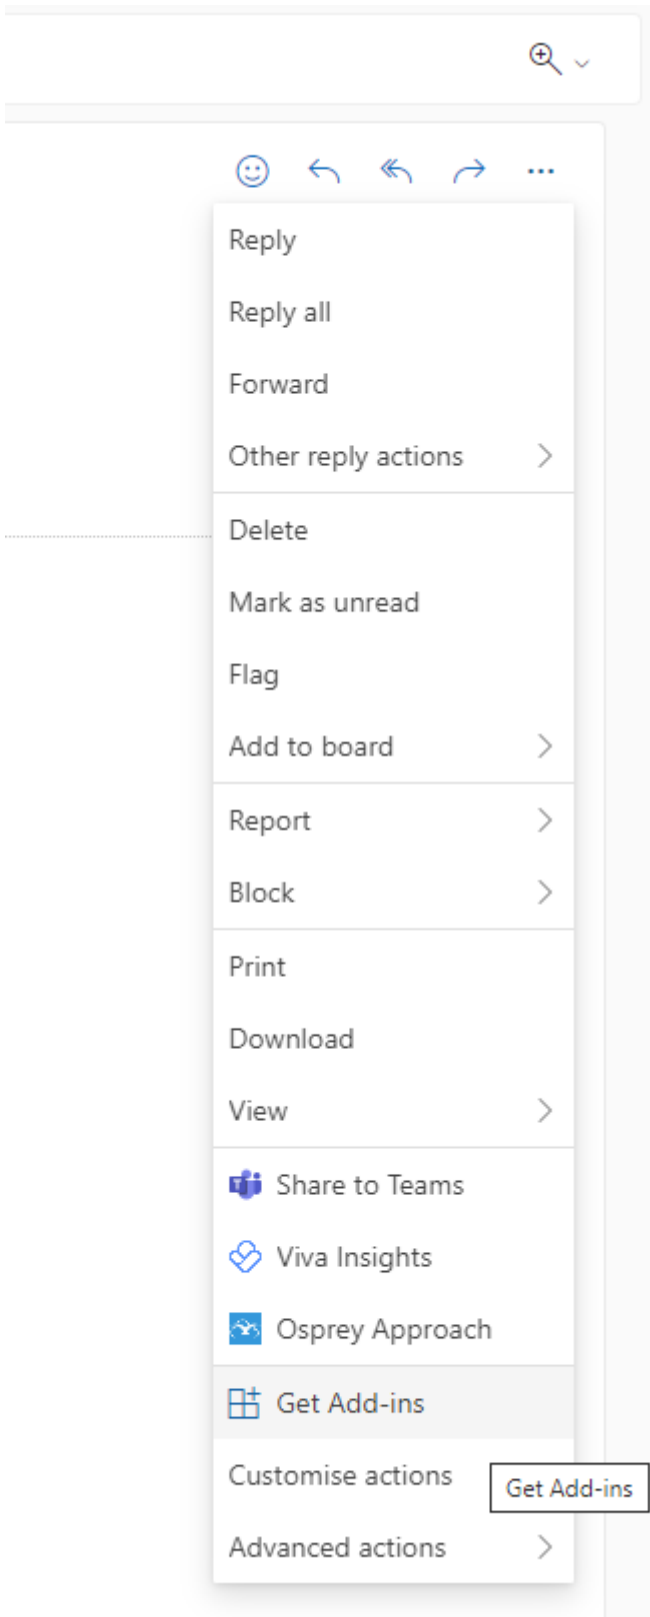 Reply
Reply all
Forward
Other reply actions
Delete
Mark as unread
Flag
Add to board
Report
Block
Print
Download
View
Share to Teams
Viva Insights
Osprey Approach
Get Add-ins
Customise actions
Get Add-ins
Advanced actions